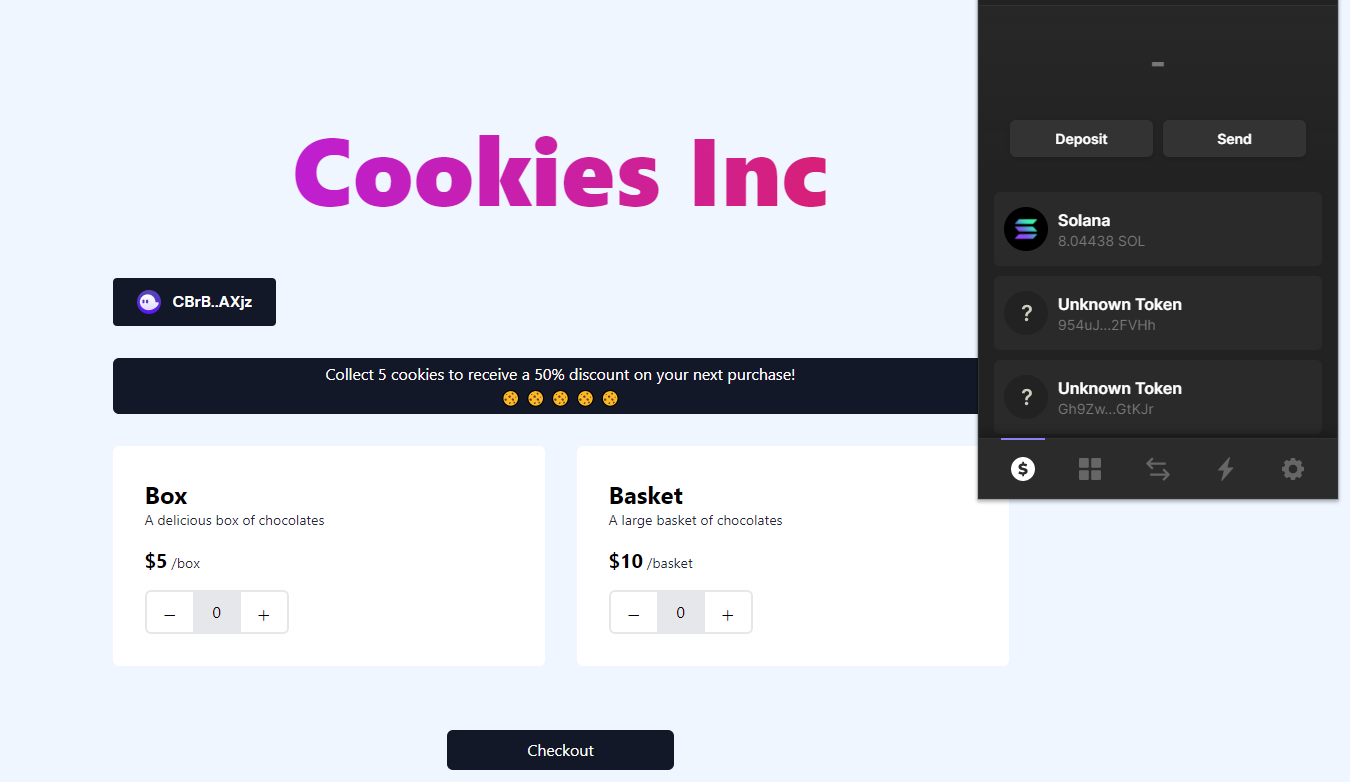 Cookies Inc
CBrB..AXjz
Collect 5 cookies to receive a 50% discount on your next purchase!
Box
A delicious box of chocolates
$5 /box
− 0 +
Basket
A large basket of chocolates
$10 /basket
− 0 +
Checkout
-
Deposit
Send
Solana
8.04438 SOL
?
Unknown Token
954uJ...2FVHh
?
Unknown Token
Gh9Zw...GtKJr
$